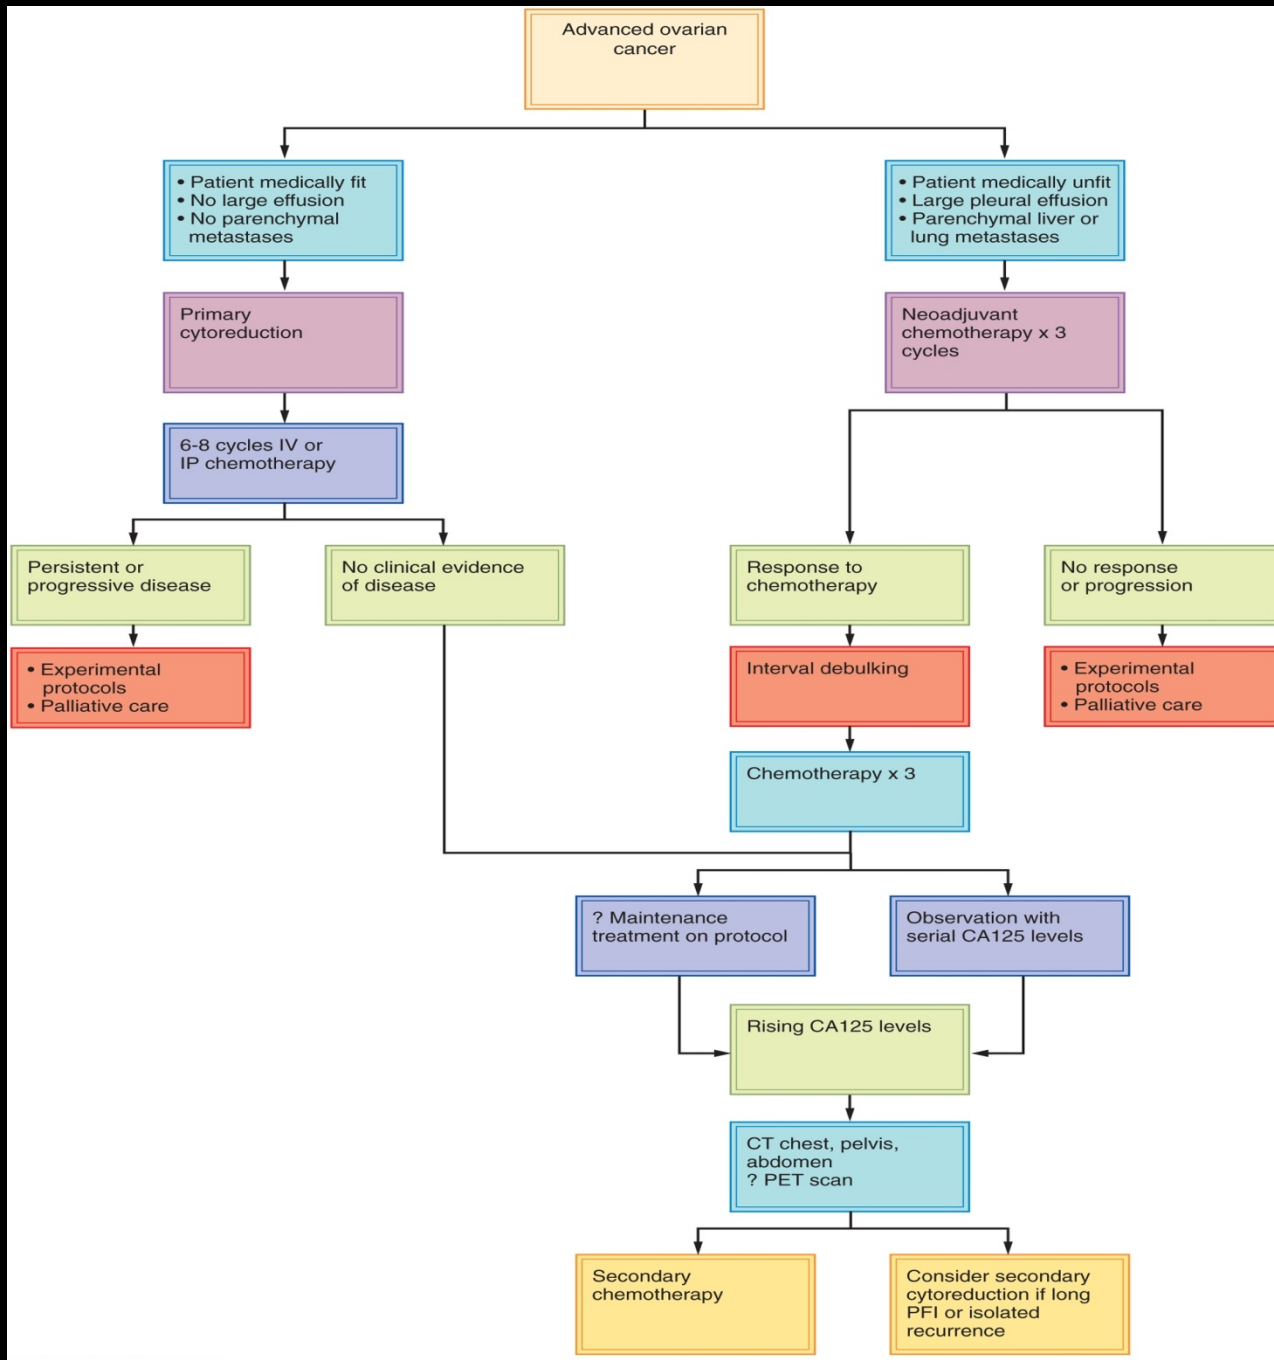 Advanced ovarian
cancer
• Patient medically fit
• No large effusion
• No parenchymal
metastases
• Patient medically unfit
• Large pleural effusion
• Parenchymal liver or
lung metastases
Primary
cytoreduction
Neoadjuvant
chemotherapy x 3
cycles
6-8 cycles IV or
IP chemotherapy
Persistent or
progressive disease
No clinical evidence
of disease
Response to
chemotherapy
No response
or progression
• Experimental
protocols
• Palliative care
Interval debulking
• Experimental
protocols
• Palliative care
Chemotherapy x 3
? Maintenance
treatment on protocol
Observation with
serial CA125 levels
Rising CA125 levels
CT chest, pelvis,
abdomen
? PET scan
Secondary
chemotherapy
Consider secondary
cytoreduction if long
PFI or isolated
recurrence